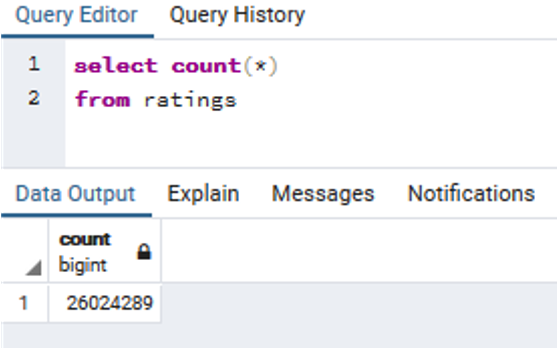 Query Editor Query History
1 select count(*)
2 from ratings
Data Output Explain Messages Notifications
count
bigint
1 26024289